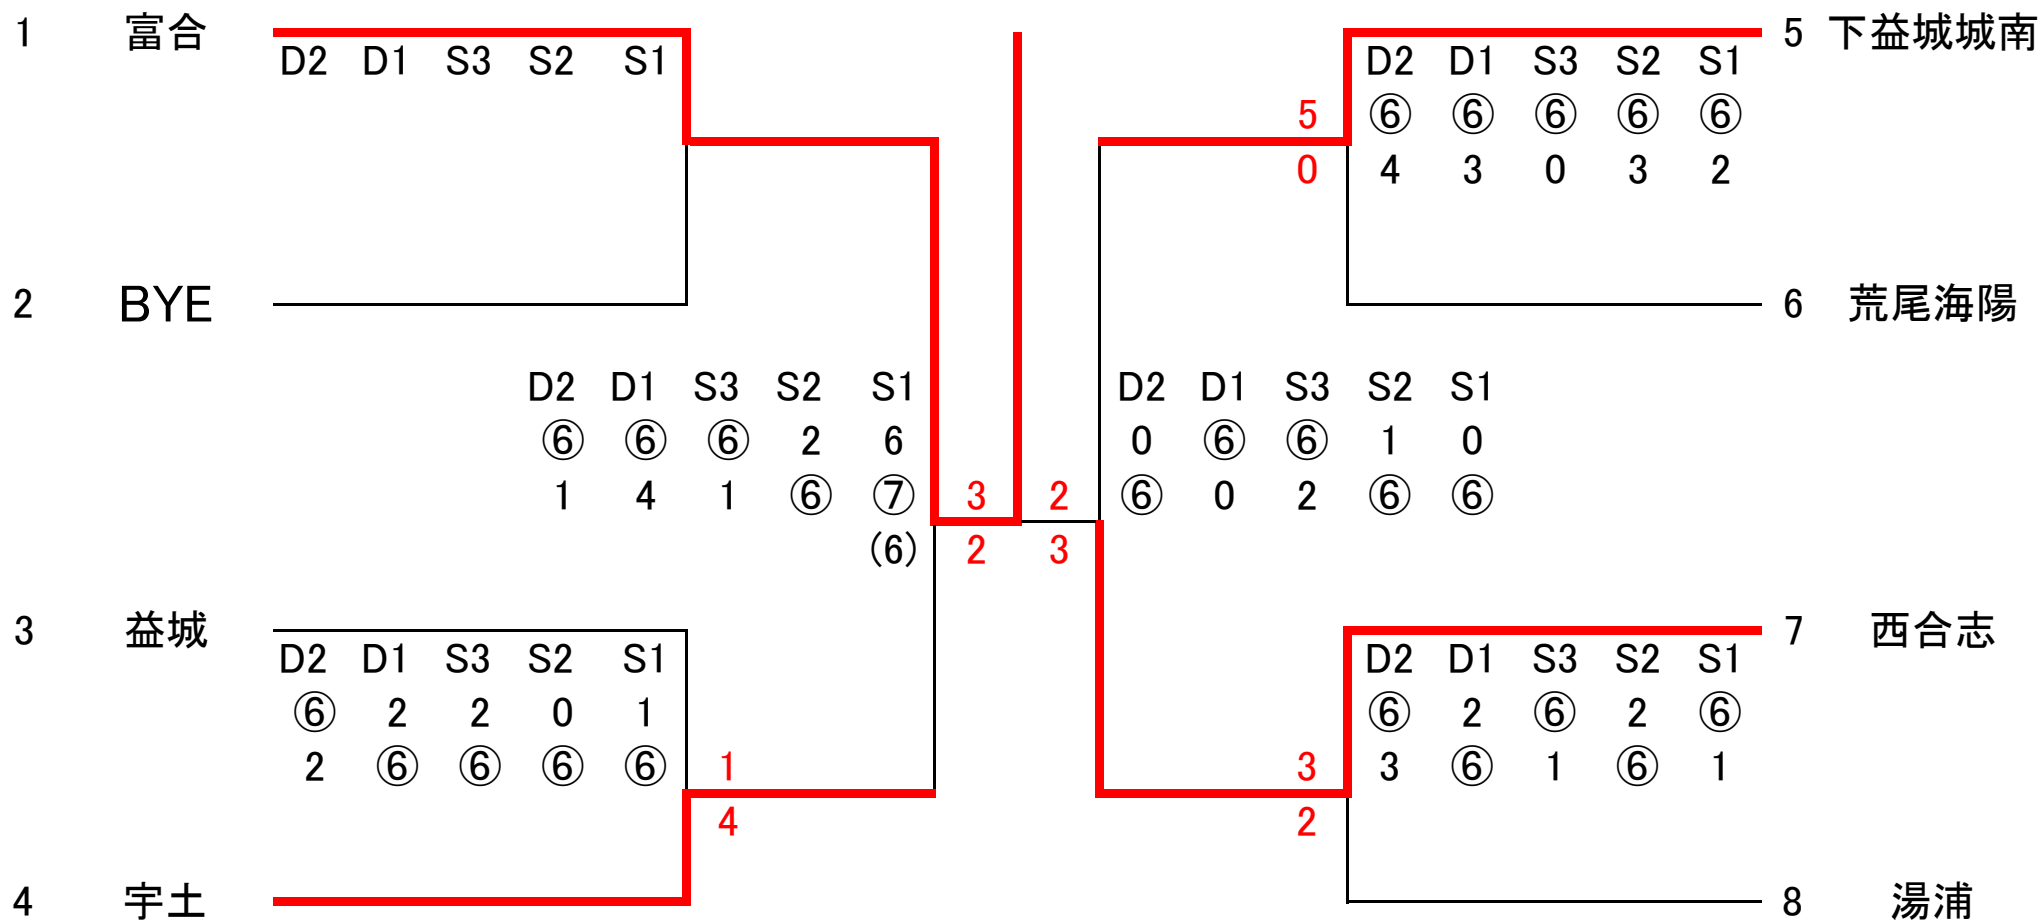 1 富合 5 下益城城南
D2 D1 S3 S2 S1 D2 D1 S3 S2 S1
5 ⑥ ⑥ ⑥ ⑥ ⑥
0 4 3 0 3 2
2 BYE 6 荒尾海陽
D2 D1 S3 S2 S1 D2 D1 S3 S2 S1
⑥ ⑥ ⑥ 2 6 0 ⑥ ⑥ 1 0
1 4 1 ⑥ ⑦ 3 2 ⑥ 0 2 ⑥ ⑥
(6) 2 3
3 益城 7 西合志
D2 D1 S3 S2 S1 D2 D1 S3 S2 S1
⑥ 2 2 0 1 ⑥ 2 ⑥ 2 ⑥
2 ⑥ ⑥ ⑥ ⑥ 1 3 3 ⑥ 1 ⑥ 1
4 2
4 宇土 8 湯浦